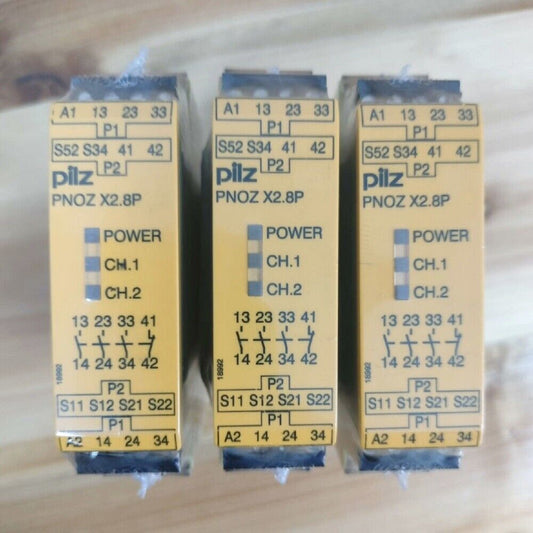 A1 13 23 33
P1
S52 S34 41 42
P2
pilz
PNOZ X2.8P
POWER
CH.1
CH.2
13 23 33 41
14 24 34 42
18992
P2
S11 S12 S21 S22
P1
A2 14 24 34
A1 13 23 33
P1
S52 S34 41 42
P2
pilz
PNOZ X2.8P
POWER
CH.1
CH.2
13 23 33 41
14 24 34 42
18992
P2
S11 S12 S21 S22
P1
A2 14 24 34
A1 13 23 33
P1
S52 S34 41 42
P2
pilz
PNOZ X2.8P
POWER
CH.1
CH.2
13 23 33 41
14 24 34 42
18992
P2
S11 S12 S21 S22
P1
A2 14 24 34